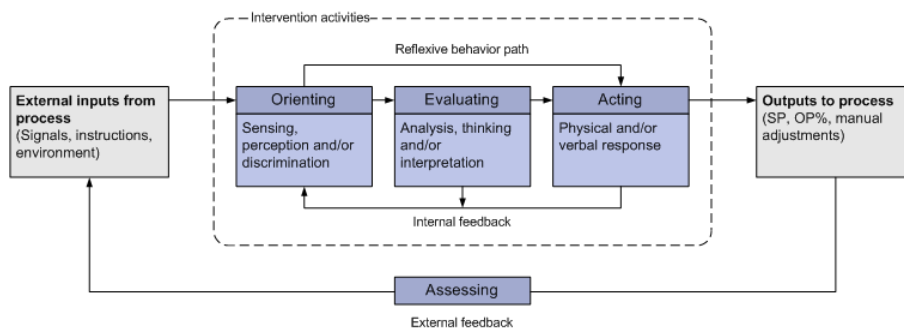 Intervention activities
Reflexive behavior path
External inputs from
process
(Signals, instructions,
environment)
Orienting
Sensing,
perception and/or
discrimination
Evaluating
Analysis, thinking
and/or
interpretation
Acting
Physical and/or
verbal response
Outputs to process
(SP, OP%, manual
adjustments)
Internal feedback
Assessing
External feedback